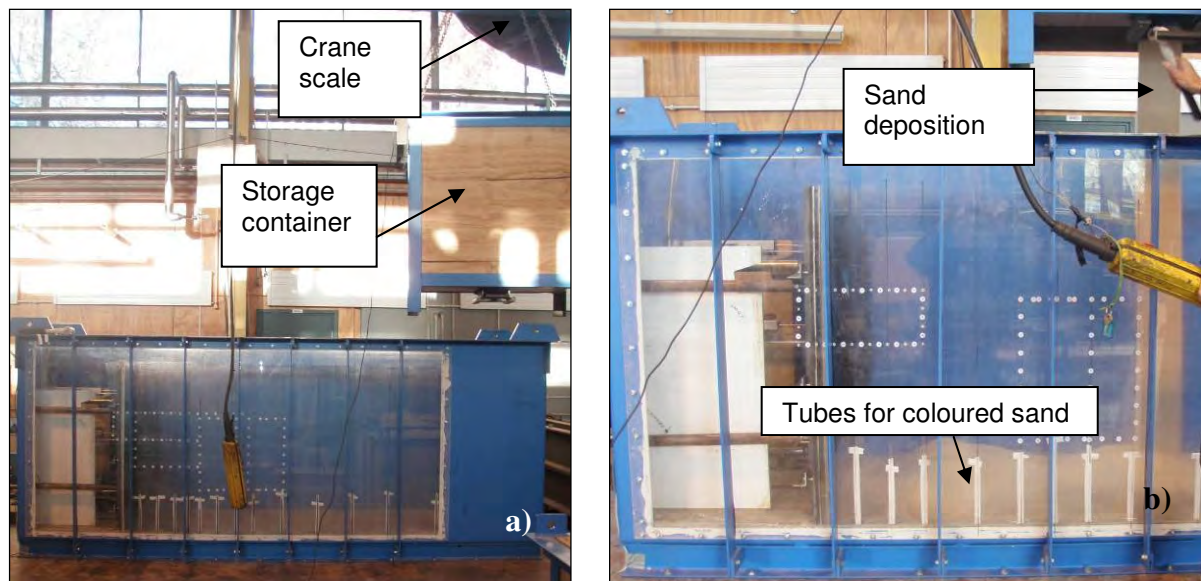 Crane
scale
Storage
container
a)
Sand
deposition
Tubes for coloured sand
b)